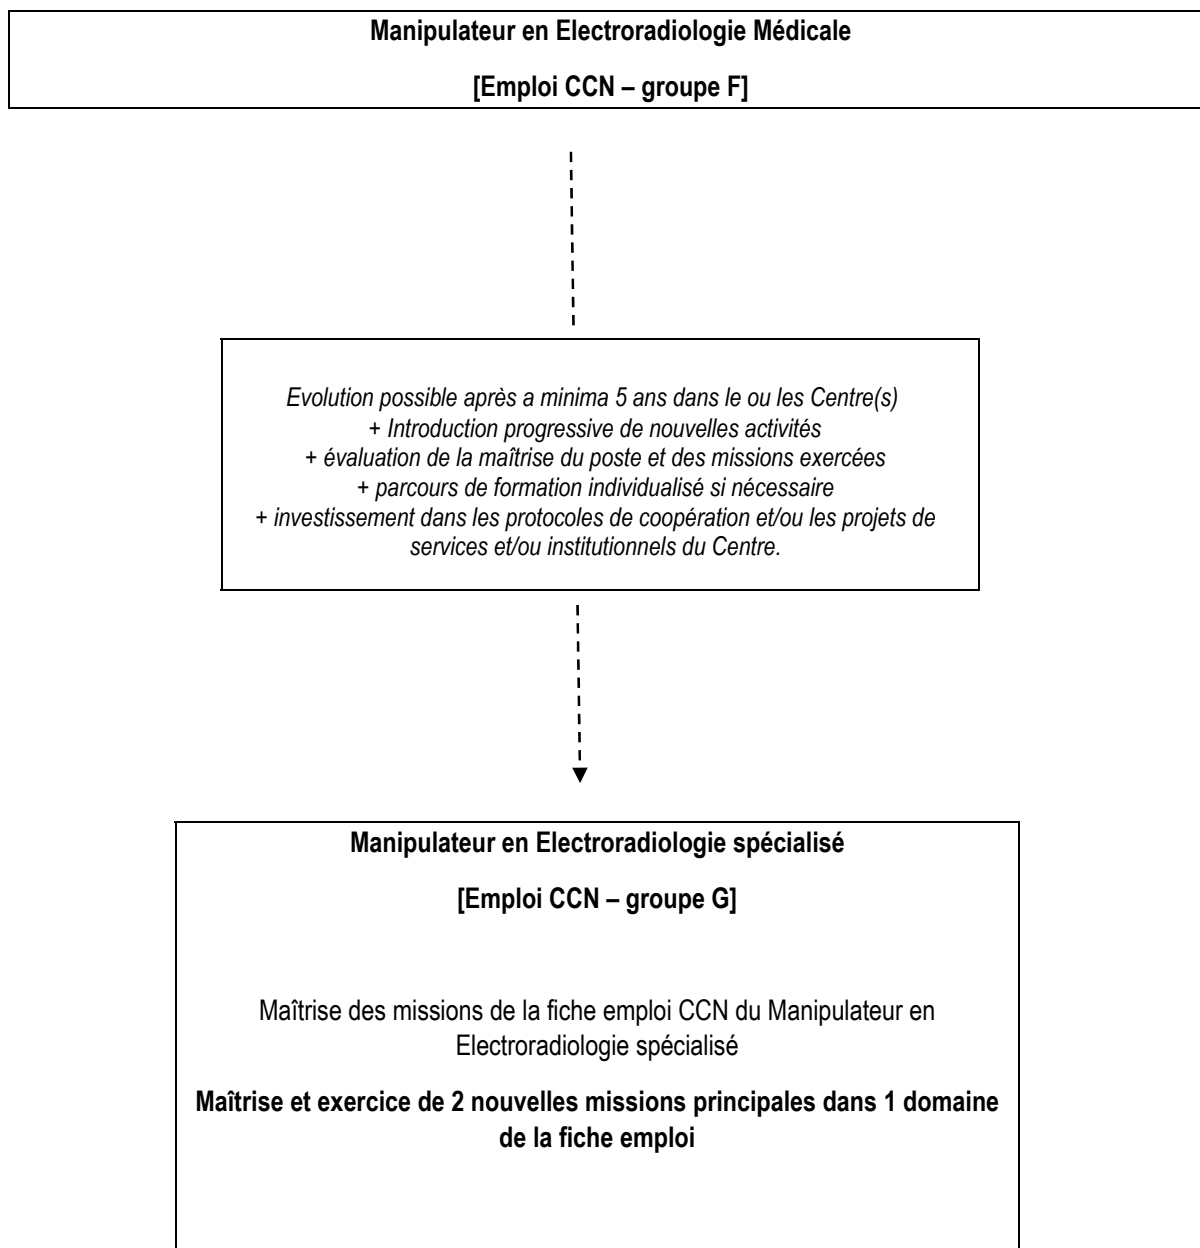 Manipulateur en Electroradiologie Médicale
[Emploi CCN – groupe F]
Evolution possible après a minima 5 ans dans le ou les Centre(s)
+ Introduction progressive de nouvelles activités
+ évaluation de la maîtrise du poste et des missions exercées
+ parcours de formation individualisé si nécessaire
+ investissement dans les protocoles de coopération et/ou les projets de
services et/ou institutionnels du Centre.
Manipulateur en Electroradiologie spécialisé
[Emploi CCN – groupe G]
Maîtrise des missions de la fiche emploi CCN du Manipulateur en
Electroradiologie spécialisé
Maîtrise et exercice de 2 nouvelles missions principales dans 1 domaine
de la fiche emploi